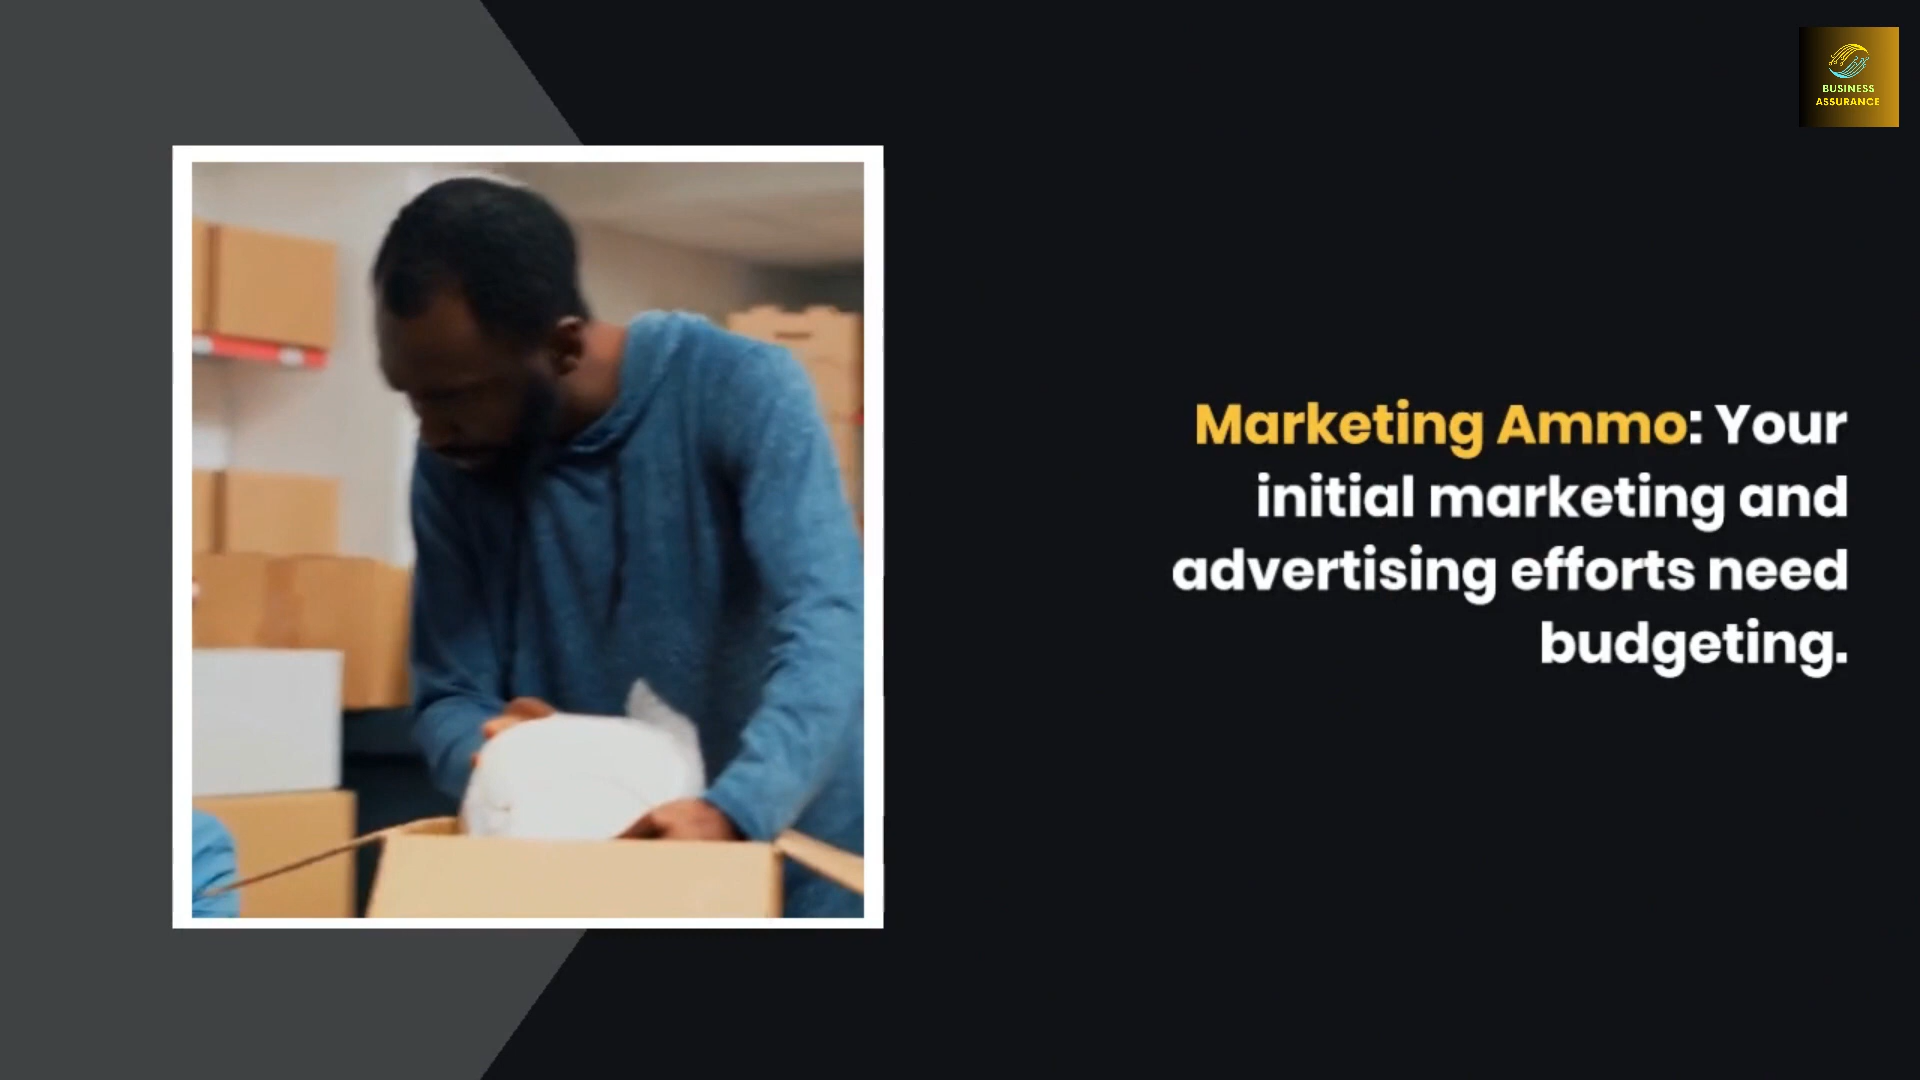 BUSINESS
ASSURANCE
Marketing Ammo: Your
initial marketing and
advertising efforts need
budgeting.